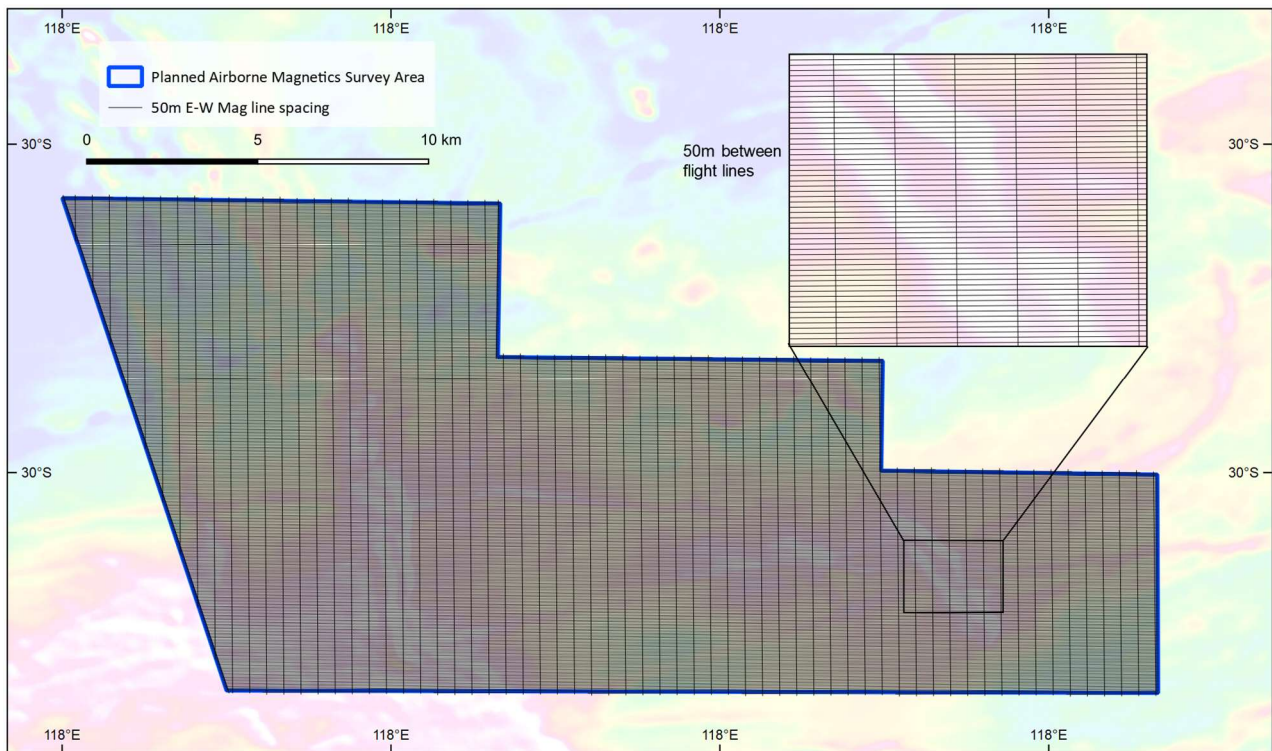 118°E 118°E 118°E 118°E
Planned Airborne Magnetics Survey Area
50m E-W Mag line spacing
0 5 10 km
30°S 30°S
50m between
flight lines
30°S 30°S
118°E 118°E 118°E 118°E